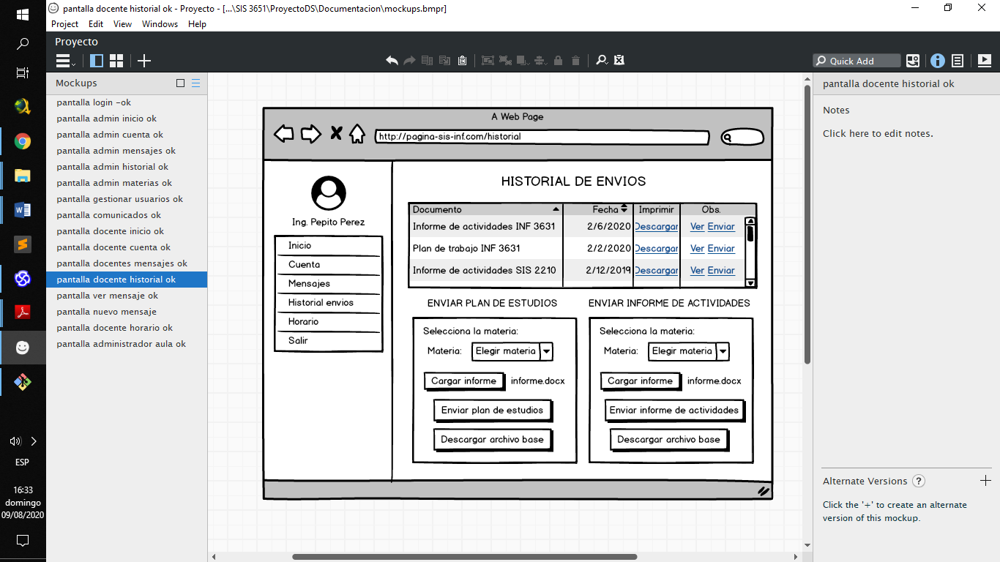 pantalla docente historial ok - Proyecto - [...\SIS 3651\ProyectoDS\Documentacion\mockups.bmpr]
Project Edit View Windows Help
Proyecto
Quick Add
Mockups
pantalla login -ok
pantalla admin inicio ok
pantalla admin cuenta ok
pantalla admin mensajes ok
pantalla admin historial ok
pantalla admin materias ok
pantalla gestionar usuarios ok
pantalla comunicados ok
pantalla docente inicio ok
pantalla docente cuenta ok
pantalla docentes mensajes ok
pantalla docente historial ok
pantalla ver mensaje ok
pantalla nuevo mensaje
pantalla docente horario ok
pantalla administrador aula ok
A Web Page
http://pagina-sis-inf.com/historial
Ing. Pepito Perez
Inicio
Cuenta
Mensajes
Historial envios
Horario
Salir
HISTORIAL DE ENVIOS
Documento Fecha Imprimir Obs.
Informe de actividades INF 3631 2/6/2020 Descargar Ver Enviar
Plan de trabajo INF 3631 2/2/2020 Descargar Ver Enviar
Informe de actividades SIS 2210 2/12/2019 Descargar Ver Enviar
ENVIAR PLAN DE ESTUDIOS
Selecciona la materia:
Materia: Elegir materia
Cargar informe informe.docx
Enviar plan de estudios
Descargar archivo base
ENVIAR INFORME DE ACTIVIDADES
Selecciona la materia:
Materia: Elegir materia
Cargar informe informe.docx
Enviar informe de actividades
Descargar archivo base
pantalla docente historial ok
Notes
Click here to edit notes.
Alternate Versions ?
Click the '+' to create an alternate
version of this mockup.
ESP
16:33
domingo
09/08/2020